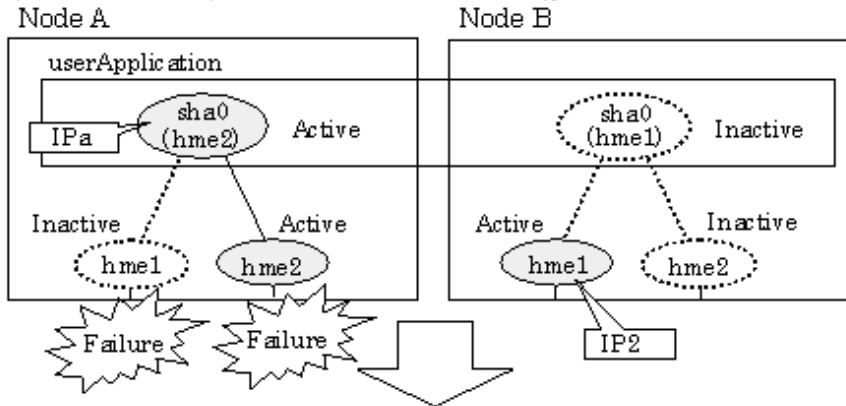 Node A
Node B
userApplication
sha0
(hme2)
IPa
Active
sha0
(hme1)
Inactive
Inactive
Active
hme1
hme2
Active
Inactive
hme1
hme2
Failure
Failure
IP2